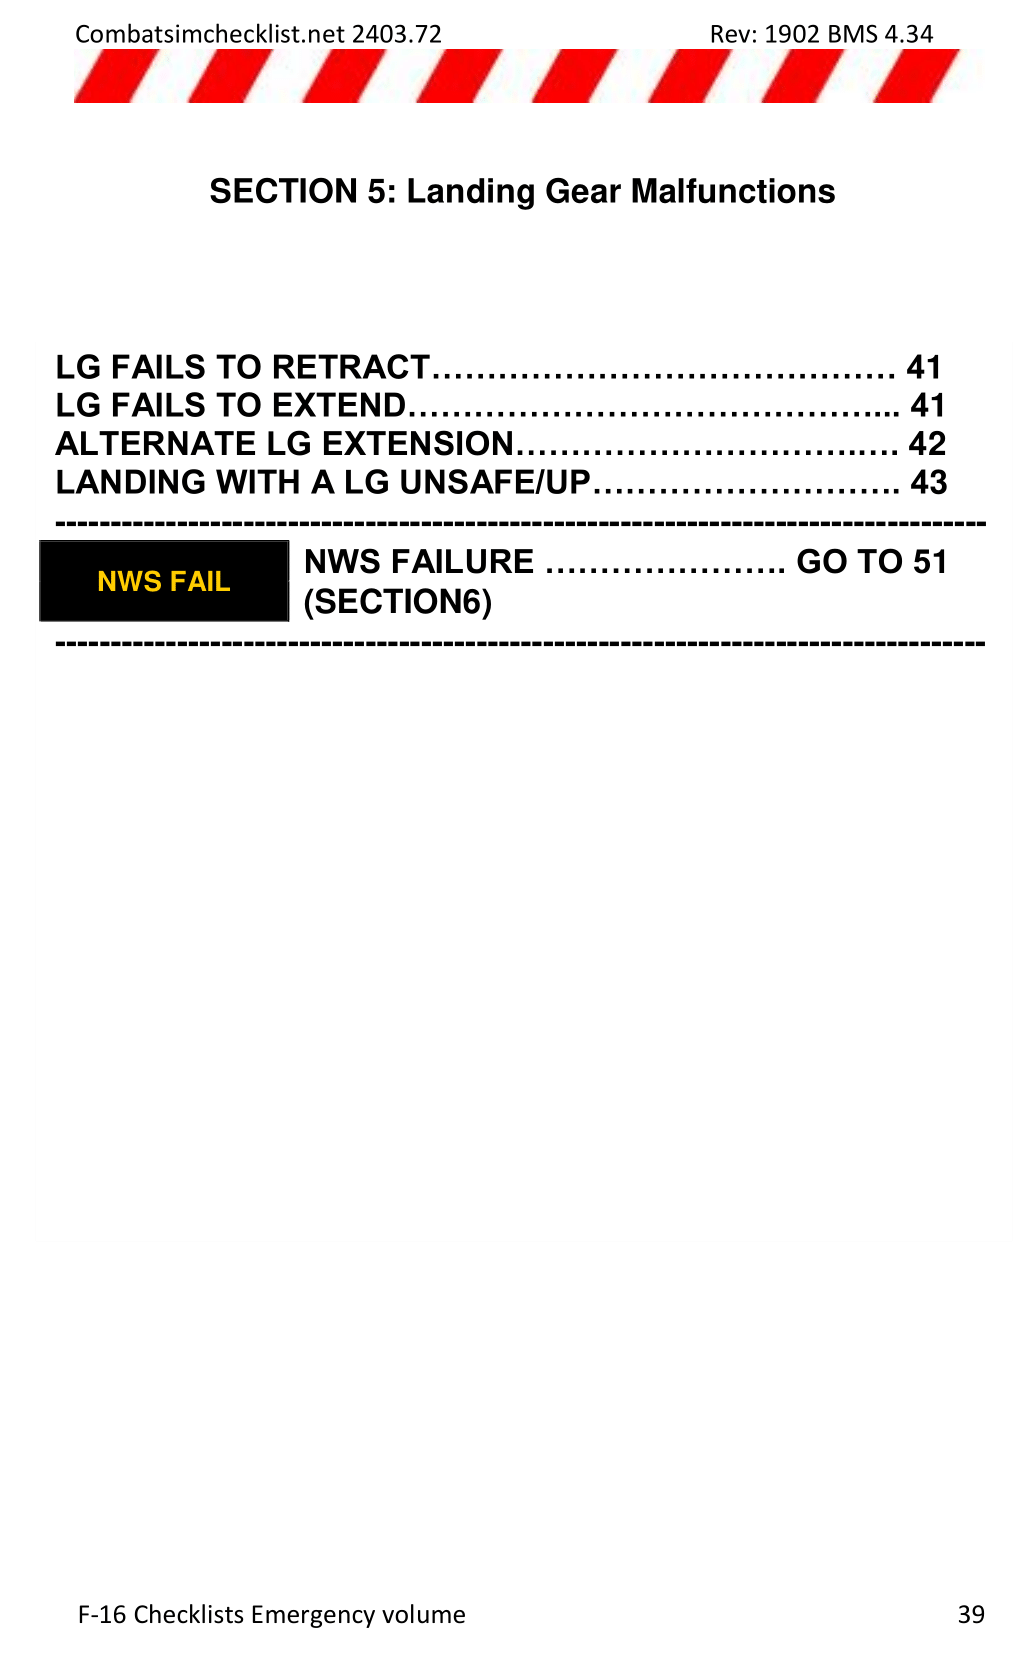 Combatsimchecklist.net 2403.72 Rev: 1902 BMS 4.34
SECTION 5: Landing Gear Malfunctions
LG FAILS TO RETRACT…………………………………… 41
LG FAILS TO EXTEND……………………………………... 41
ALTERNATE LG EXTENSION………………………….…. 42
LANDING WITH A LG UNSAFE/UP………………………. 43
------------------------------------------------------------------------------------
NWS FAIL
NWS FAILURE …………………. GO TO 51
(SECTION6)
------------------------------------------------------------------------------------
F-16 Checklists Emergency volume 39